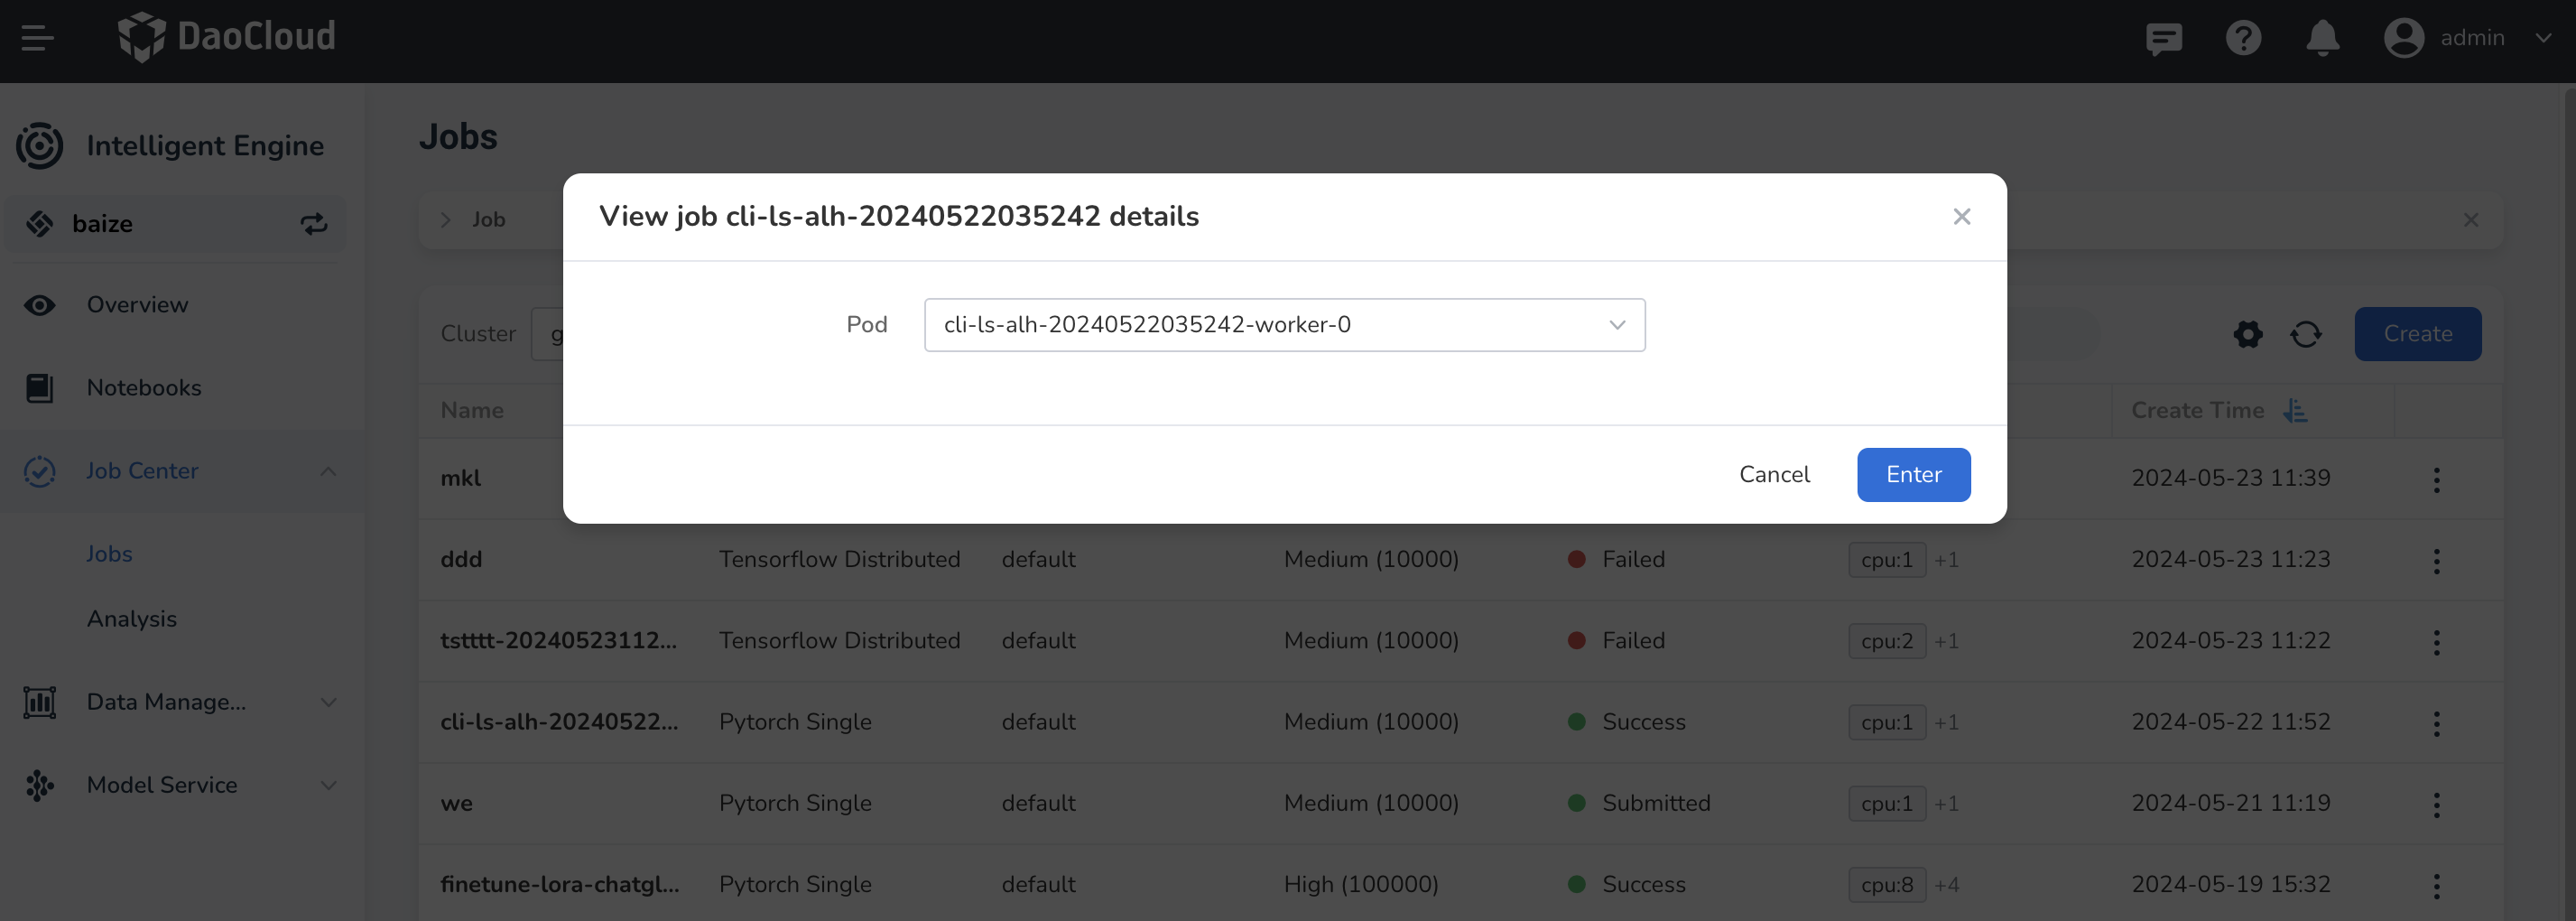 DaoCloud
admin
Intelligent Engine
baize
Overview
Notebooks
Job Center
Jobs
Analysis
Data Manage...
Model Service
Jobs
Job
Cluster g
Create
View job cli-ls-alh-20240522035242 details
Pod cli-ls-alh-20240522035242-worker-0
Cancel Enter
Name Create Time
mkl 2024-05-23 11:39
ddd Tensorflow Distributed default Medium (10000) Failed cpu:1 +1 2024-05-23 11:23
tstttt-20240523112... Tensorflow Distributed default Medium (10000) Failed cpu:2 +1 2024-05-23 11:22
cli-ls-alh-20240522... Pytorch Single default Medium (10000) Success cpu:1 +1 2024-05-22 11:52
we Pytorch Single default Medium (10000) Submitted cpu:1 +1 2024-05-21 11:19
finetune-lora-chatgl... Pytorch Single default High (100000) Success cpu:8 +4 2024-05-19 15:32